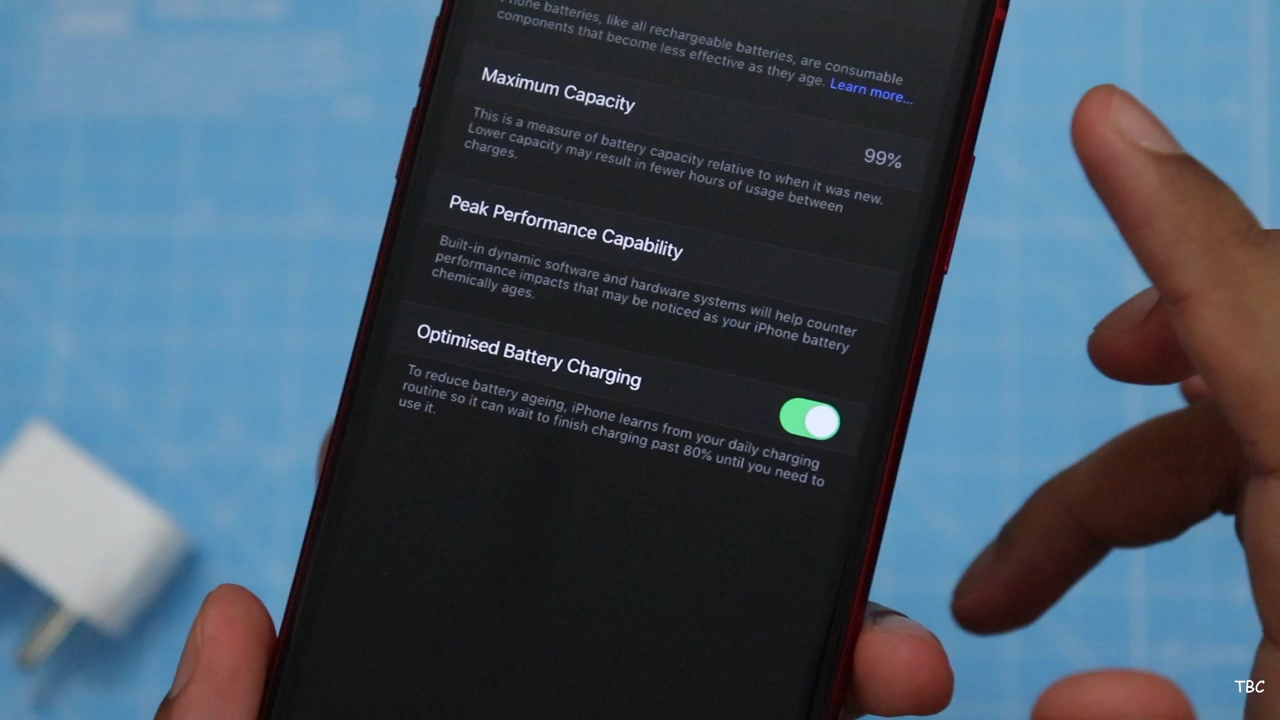 Phone batteries, like all rechargeable batteries, are consumable
components that become less effective as they age. Learn more...
Maximum Capacity
99%
This is a measure of battery capacity relative to when it was new.
Lower capacity may result in fewer hours of usage between
charges.
Peak Performance Capability
Built-in dynamic software and hardware systems will help counter
performance impacts that may be noticed as your iPhone battery
chemically ages.
Optimised Battery Charging
To reduce battery ageing, iPhone learns from your daily charging
routine so it can wait to finish charging past 80% until you need to
use it.
TBC